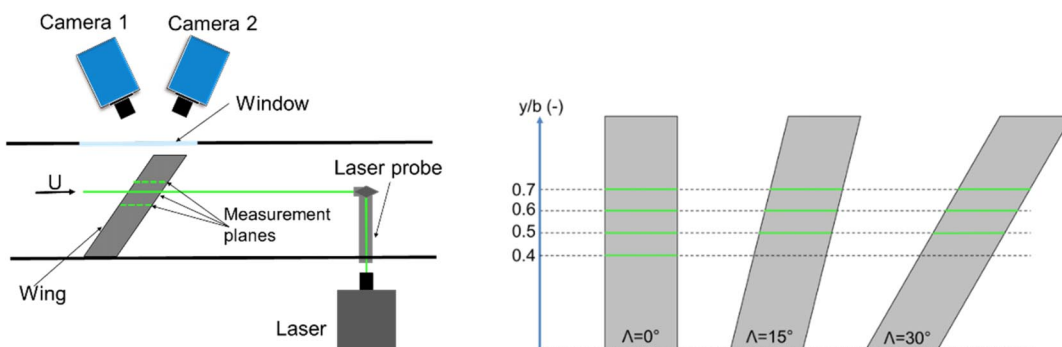 Camera 1
Camera 2
Window
U
Laser probe
Measurement
planes
Wing
Laser
y/b (-)
0.7
0.6
0.5
0.4
Λ=0°
Λ=15°
Λ=30°